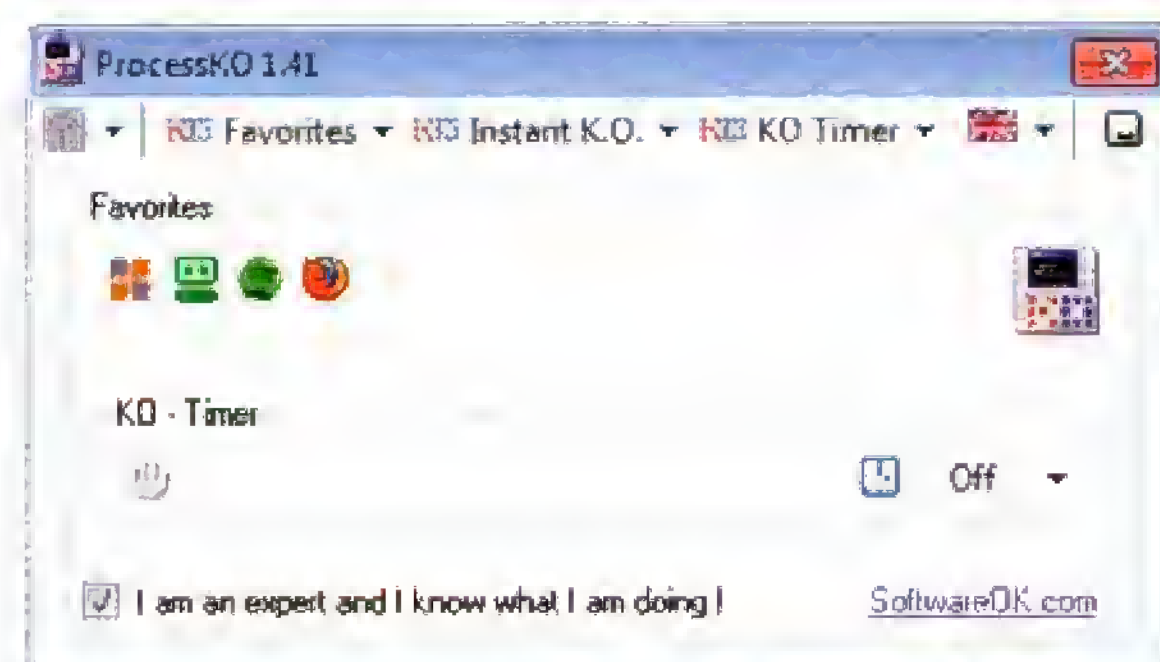 ProcessKO 1.41
Favorites Instant K.O. KO Timer
Favorites
KO - Timer
Off
I am an expert and I know what I am doing !
SoftwareOK.com